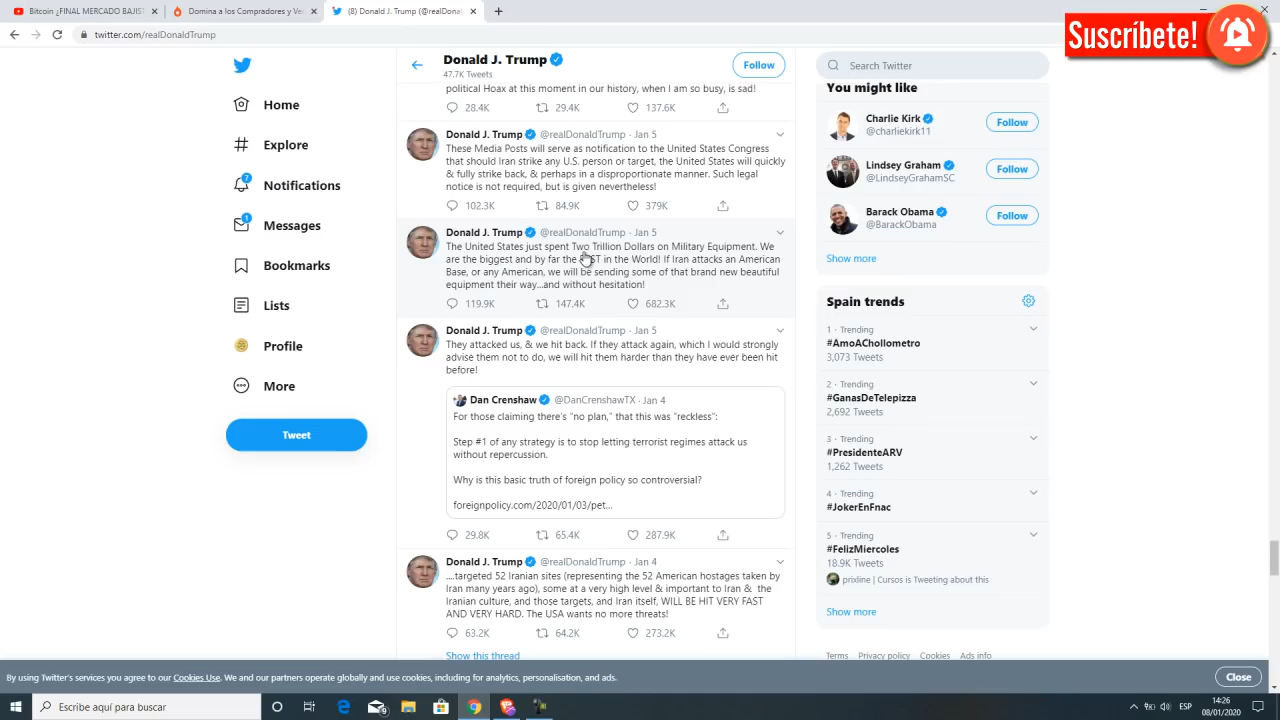 Bitcoin ¿FINAL MERCADO BAJIST
Domina a los Compradores y Ve
(8) Donald J. Trump (@realDonal
twitter.com/realDonaldTrump
Suscríbete!
Home
Explore
7
Notifications
1
Messages
Bookmarks
Lists
Profile
More
Tweet
Donald J. Trump
47.7K Tweets
Follow
political Hoax at this moment in our history, when I am so busy, is sad!
28.4K 29.4K 137.6K
Donald J. Trump @realDonaldTrump · Jan 5
These Media Posts will serve as notification to the United States Congress
that should Iran strike any U.S. person or target, the United States will quickly
& fully strike back, & perhaps in a disproportionate manner. Such legal
notice is not required, but is given nevertheless!
102.3K 84.9K 379K
Donald J. Trump @realDonaldTrump · Jan 5
The United States just spent Two Trillion Dollars on Military Equipment. We
are the biggest and by far the BEST in the World! If Iran attacks an American
Base, or any American, we will be sending some of that brand new beautiful
equipment their way...and without hesitation!
119.9K 147.4K 682.3K
Donald J. Trump @realDonaldTrump · Jan 5
They attacked us, & we hit back. If they attack again, which I would strongly
advise them not to do, we will hit them harder than they have ever been hit
before!
Dan Crenshaw @DanCrenshawTX · Jan 4
For those claiming there's "no plan," that this was "reckless":
Step #1 of any strategy is to stop letting terrorist regimes attack us
without repercussion.
Why is this basic truth of foreign policy so controversial?
foreignpolicy.com/2020/01/03/pet...
29.8K 65.4K 287.9K
Donald J. Trump @realDonaldTrump · Jan 4
....targeted 52 Iranian sites (representing the 52 American hostages taken by
Iran many years ago), some at a very high level & important to Iran & the
Iranian culture, and those targets, and Iran itself, WILL BE HIT VERY FAST
AND VERY HARD. The USA wants no more threats!
63.2K 64.2K 273.2K
Show this thread
Search Twitter
You might like
Charlie Kirk
@charliekirk11
Follow
Lindsey Graham
@LindseyGrahamSC
Follow
Barack Obama
@BarackObama
Follow
Show more
Spain trends
1 · Trending
#AmoAChollometro
3,073 Tweets
2 · Trending
#GanasDeTelepizza
2,692 Tweets
3 · Trending
#PresidenteARV
1,262 Tweets
4 · Trending
#JokerEnFnac
5 · Trending
#FelizMiercoles
18.9K Tweets
prixline | Cursos is Tweeting about this
Show more
Terms Privacy policy Cookies Ads info
By using Twitter's services you agree to our Cookies Use. We and our partners operate globally and use cookies, including for analytics, personalisation, and ads.
Close
Escribe aquí para buscar
9
ESP
14:26
08/01/2020